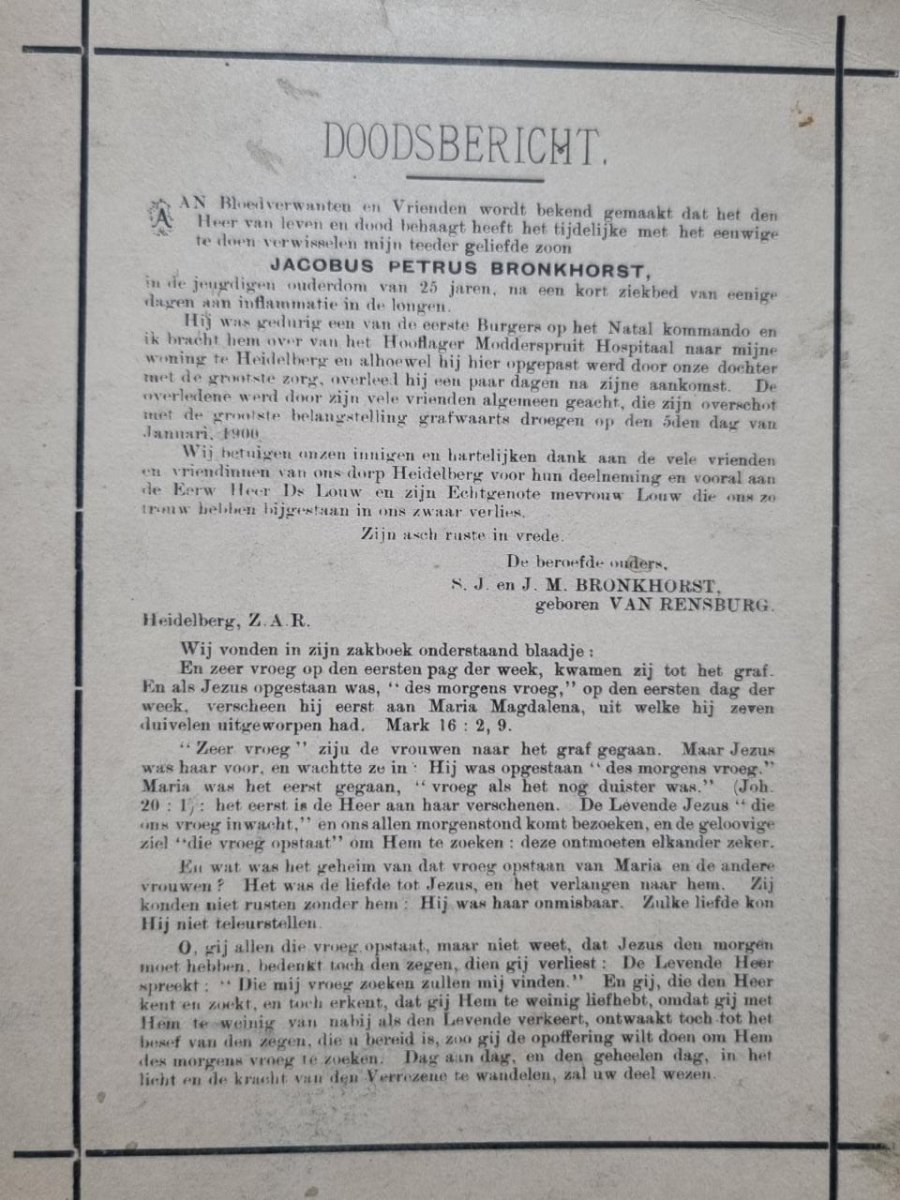 DOODSBERICHT.
AAN Bloedverwanten en Vrienden wordt bekend gemaakt dat het den
Heer van leven en dood behaagt heeft het tijdelijke met het eeuwige
te doen verwisselen mijn teeder geliefde zoon
JACOBUS PETRUS BRONKHORST,
in de jeugdigen ouderdom van 25 jaren, na een kort ziekbed van eenige
dagen aan inflammatie in de longen.
Hij was gedurig een van de eerste Burgers op het Natal kommando en
ik bracht hem over van het Hooflager Modderspruit Hospitaal naar mijne
woning te Heidelberg en alhoewel hij hier opgepast werd door onze dochter
met de grootste zorg, overleed hij een paar dagen na zijne aankomst. De
overledene werd door zijn vele vrienden algemeen geacht, die zijn overschot
met de grootste belangstelling grafwaarts droegen op den 5den dag van
Januari, 1900
Wij betuigen onzen innigen en hartelijken dank aan de vele vrienden
en vriendinnen van ons dorp Heidelberg voor hun deelneming en vooral aan
de Eerw Heer Ds Louw en zijn Echtgenote mevrouw Louw die ons zo
trouw hebben bijgestaan in ons zwaar verlies.
Zijn asch ruste in vrede.
De beroefde ouders,
S. J. en J. M. BRONKHORST,
geboren VAN RENSBURG.
Heidelberg, Z.A.R.
Wij vonden in zijn zakboek onderstaand blaadje :
En zeer vroeg op den eersten pag der week, kwamen zij tot het graf.
En als Jezus opgestaan was, “ des morgens vroeg,” op den eersten dag der
week, verscheen hij eerst aan Maria Magdalena, uit welke hij zeven
duivelen uitgeworpen had. Mark 16 : 2, 9.
“ Zeer vroeg ” ziju de vrouwen naar het graf gegaan. Maar Jezus
was haar voor, en wachtte ze in : Hij was opgestaan “ des morgens vroeg.”
Maria was het eerst gegaan, “ vroeg als het nog duister was.” (Joh.
20 : 1): het eerst is de Heer aan haar verschenen. De Levende Jezus “ die
ons vroeg inwacht,” en ons allen morgenstond komt bezoeken, en de geloovige
ziel “die vroeg opstaat” om Hem te zoeken : deze ontmoeten elkander zeker.
En wat was het geheim van dat vroeg opstaan van Maria en de andere
vrouwen ? Het was de liefde tot Jezus, en het verlangen naar hem. Zij
konden niet rusten zonder hem : Hij was haar onmisbaar. Zulke liefde kon
Hij niet teleurstellen.
O, gij allen die vroeg opstaat, maar niet weet, dat Jezus den morgen
moet hebben, bedenkt toch den zegen, dien gij verliest : De Levende Heer
spreekt : “ Die mij vroeg zoeken zullen mij vinden.” En gij, die den Heer
kent en zoekt, en toch erkent, dat gij Hem te weinig liefhebt, omdat gij met
Hem te weinig van nabij als den Levende verkeert, ontwaakt toch tot het
besef van den zegen, die u bereid is, zoo gij de opoffering wilt doen om Hem
des morgens vroeg te zoeken. Dag aan dag, en den geheelen dag, in het
licht en de kracht van den Verrezene te wandelen, zal uw deel wezen.